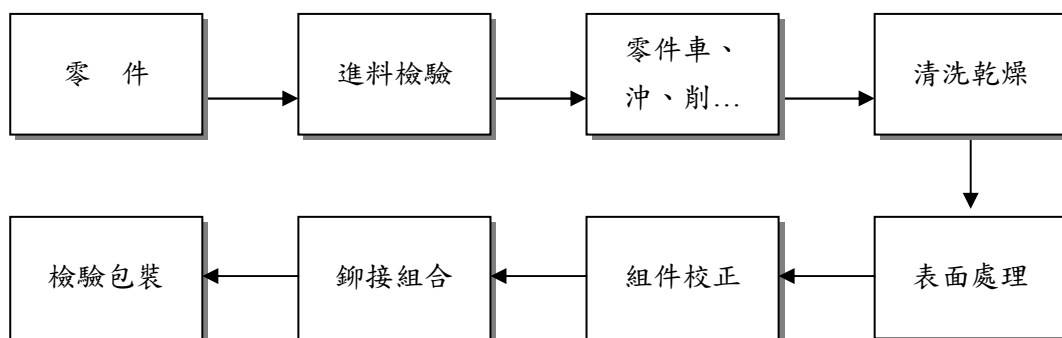 零 件
進料檢驗
零件車、
沖、削...
清洗乾燥
表面處理
組件校正
鉚接組合
檢驗包裝